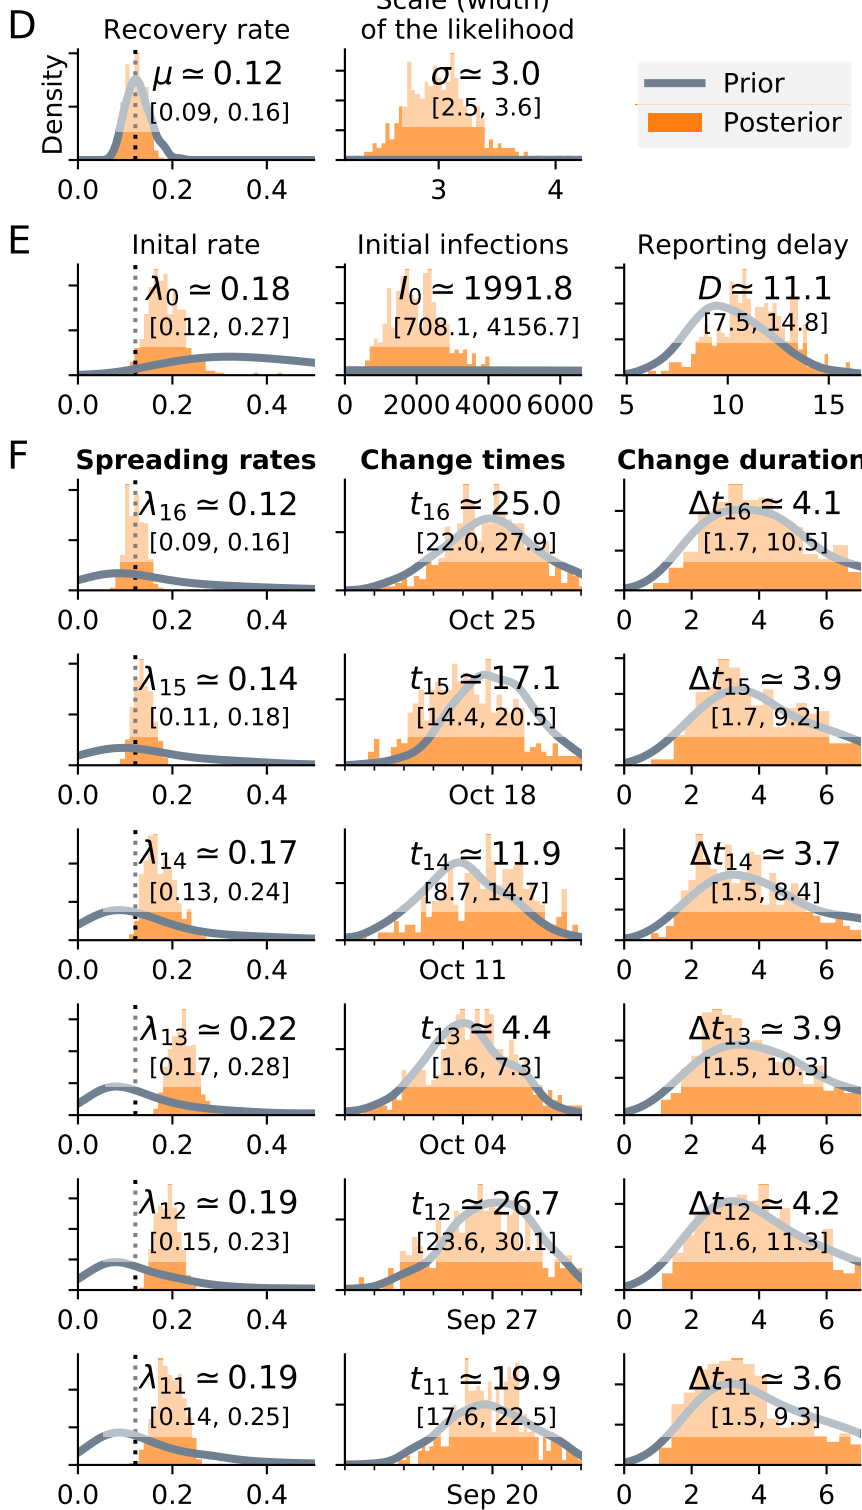 D
Recovery rate
Scale (width)
of the likelihood
Density
μ ≃ 0.12
[0.09, 0.16]
σ ≃ 3.0
[2.5, 3.6]
Prior
Posterior
0.0 0.2 0.4
3 4
E
Inital rate
Initial infections
Reporting delay
λ0 ≃ 0.18
[0.12, 0.27]
I0 ≃ 1991.8
[708.1, 4156.7]
D ≃ 11.1
[7.5, 14.8]
0.0 0.2 0.4
0 2000 4000 6000
5 10 15
F
Spreading rates
Change times
Change duration
λ16 ≃ 0.12
[0.09, 0.16]
t16 ≃ 25.0
[22.0, 27.9]
Δt16 ≃ 4.1
[1.7, 10.5]
0.0 0.2 0.4
Oct 25
0 2 4 6
λ15 ≃ 0.14
[0.11, 0.18]
t15 ≃ 17.1
[14.4, 20.5]
Δt15 ≃ 3.9
[1.7, 9.2]
0.0 0.2 0.4
Oct 18
0 2 4 6
λ14 ≃ 0.17
[0.13, 0.24]
t14 ≃ 11.9
[8.7, 14.7]
Δt14 ≃ 3.7
[1.5, 8.4]
0.0 0.2 0.4
Oct 11
0 2 4 6
λ13 ≃ 0.22
[0.17, 0.28]
t13 ≃ 4.4
[1.6, 7.3]
Δt13 ≃ 3.9
[1.5, 10.3]
0.0 0.2 0.4
Oct 04
0 2 4 6
λ12 ≃ 0.19
[0.15, 0.23]
t12 ≃ 26.7
[23.6, 30.1]
Δt12 ≃ 4.2
[1.6, 11.3]
0.0 0.2 0.4
Sep 27
0 2 4 6
λ11 ≃ 0.19
[0.14, 0.25]
t11 ≃ 19.9
[17.6, 22.5]
Δt11 ≃ 3.6
[1.5, 9.3]
0.0 0.2 0.4
Sep 20
0 2 4 6